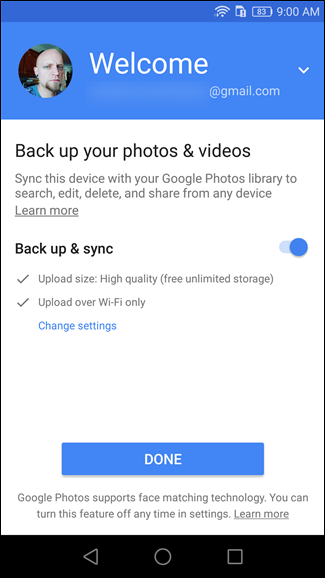 83 9:00 AM
Welcome
@gmail.com
Back up your photos & videos
Sync this device with your Google Photos library to
search, edit, delete, and share from any device
Learn more
Back up & sync
Upload size: High quality (free unlimited storage)
Upload over Wi-Fi only
Change settings
DONE
Google Photos supports face matching technology. You can
turn this feature off any time in settings. Learn more